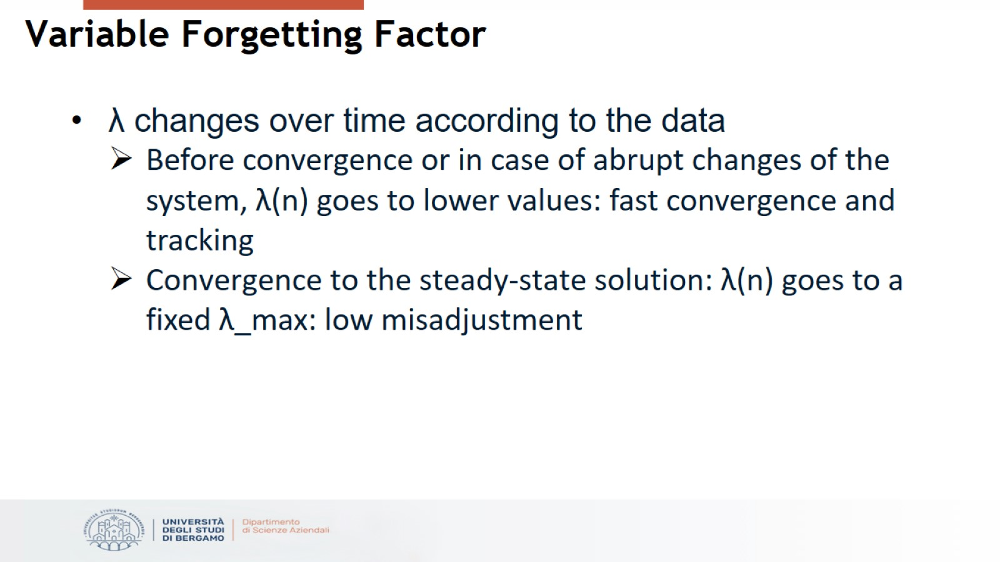 Variable Forgetting Factor
• λ changes over time according to the data
➢ Before convergence or in case of abrupt changes of the
system, λ(n) goes to lower values: fast convergence and
tracking
➢ Convergence to the steady-state solution: λ(n) goes to a
fixed λ_max: low misadjustment
UNIVERSITÀ
DEGLI STUDI
DI BERGAMO
Dipartimento
di Scienze Aziendali